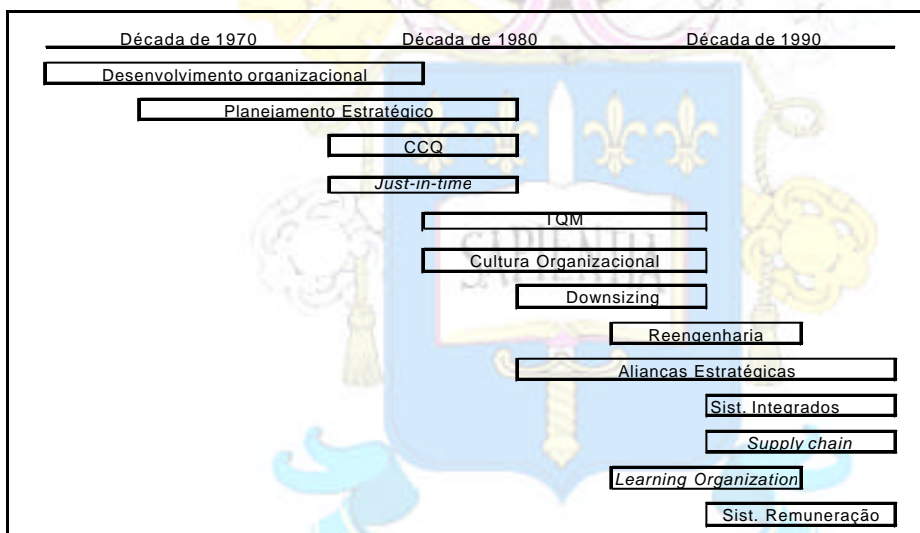 Década de 1970 Década de 1980 Década de 1990
Desenvolvimento organizacional
Planejamento Estratégico
CCQ
Just-in-time
TQM
Cultura Organizacional
SAPIENTIA
Downsizing
Reengenharia
Alianças Estratégicas
Sist. Integrados
Supply chain
Learning Organization
Sist. Remuneração